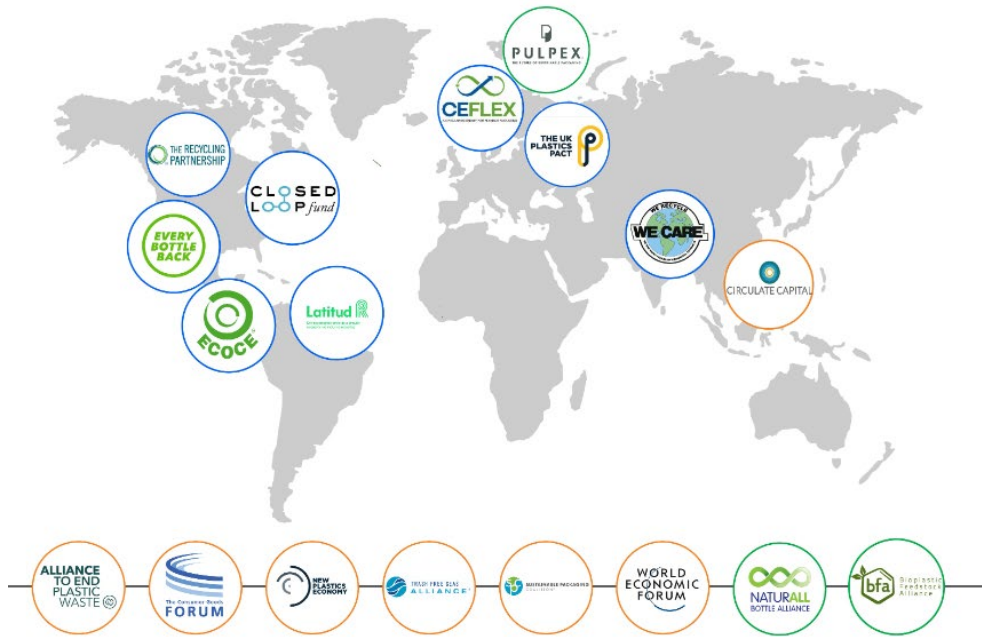 PULPEX
CEFLEX
THE UK
PLASTICS
PACT
THE RECYCLING
PARTNERSHIP
CLOSED
LOOP fund
WE RECYCLE
WE CARE
EVERY
BOTTLE
BACK
CIRCULATE CAPITAL
ECOCE
Latitud R
ALLIANCE
TO END
PLASTIC
WASTE
The Consumer Goods
FORUM
NEW
PLASTICS
ECONOMY
TRASH FREE SEAS
ALLIANCE
SUSTAINABLE PACKAGING
COALITION
WORLD
ECONOMIC
FORUM
NATURALL
BOTTLE ALLIANCE
bfa
Bioplastic
Feedstock
Alliance